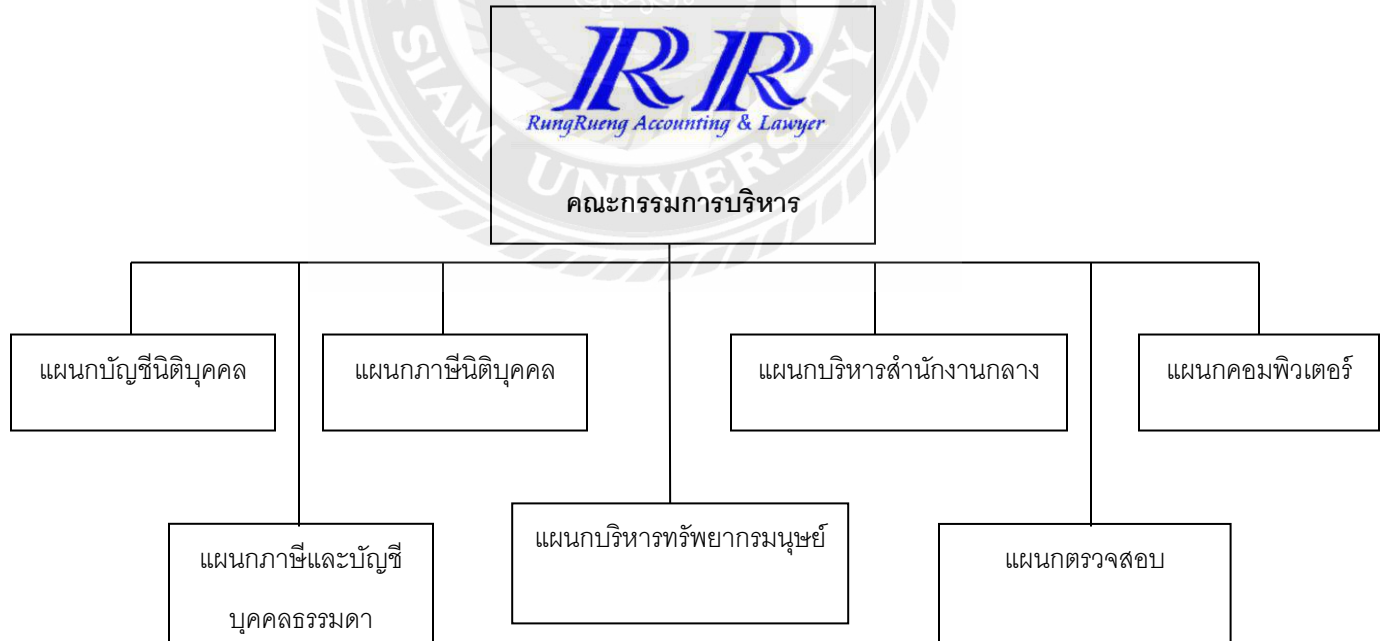 SIAM UNIVERSITY
RR
RungRueng Accounting & Lawyer
คณะกรรมการบริหาร
แผนกบัญชีนิติบุคคล
แผนกภาษีนิติบุคคล
แผนกบริหารสำนักงานกลาง
แผนกคอมพิวเตอร์
แผนกภาษีและบัญชี
บุคคลธรรมดา
แผนกบริหารทรัพยากรมนุษย์
แผนกตรวจสอบ